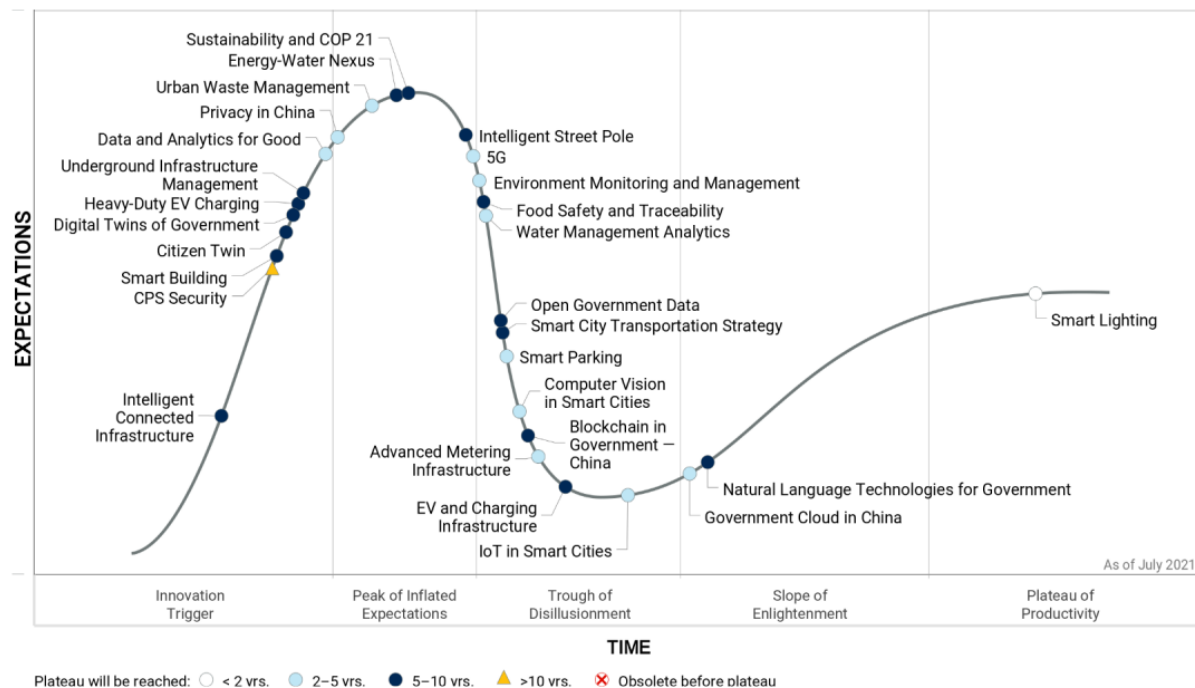 Sustainability and COP 21
Energy-Water Nexus
Urban Waste Management
Privacy in China
Data and Analytics for Good
Underground Infrastructure
Management
Heavy-Duty EV Charging
Digital Twins of Government
Citizen Twin
Smart Building
CPS Security
Intelligent
Connected
Infrastructure
Intelligent Street Pole
5G
Environment Monitoring and Management
Food Safety and Traceability
Water Management Analytics
Open Government Data
Smart City Transportation Strategy
Smart Parking
Computer Vision
in Smart Cities
Blockchain in
Government —
China
Advanced Metering
Infrastructure
EV and Charging
Infrastructure
IoT in Smart Cities
Natural Language Technologies for Government
Government Cloud in China
Smart Lighting
EXPECTATIONS
As of July 2021
Innovation
Trigger
Peak of Inflated
Expectations
Trough of
Disillusionment
Slope of
Enlightenment
Plateau of
Productivity
TIME
Plateau will be reached: < 2 yrs. 2–5 yrs. 5–10 yrs. >10 yrs. Obsolete before plateau